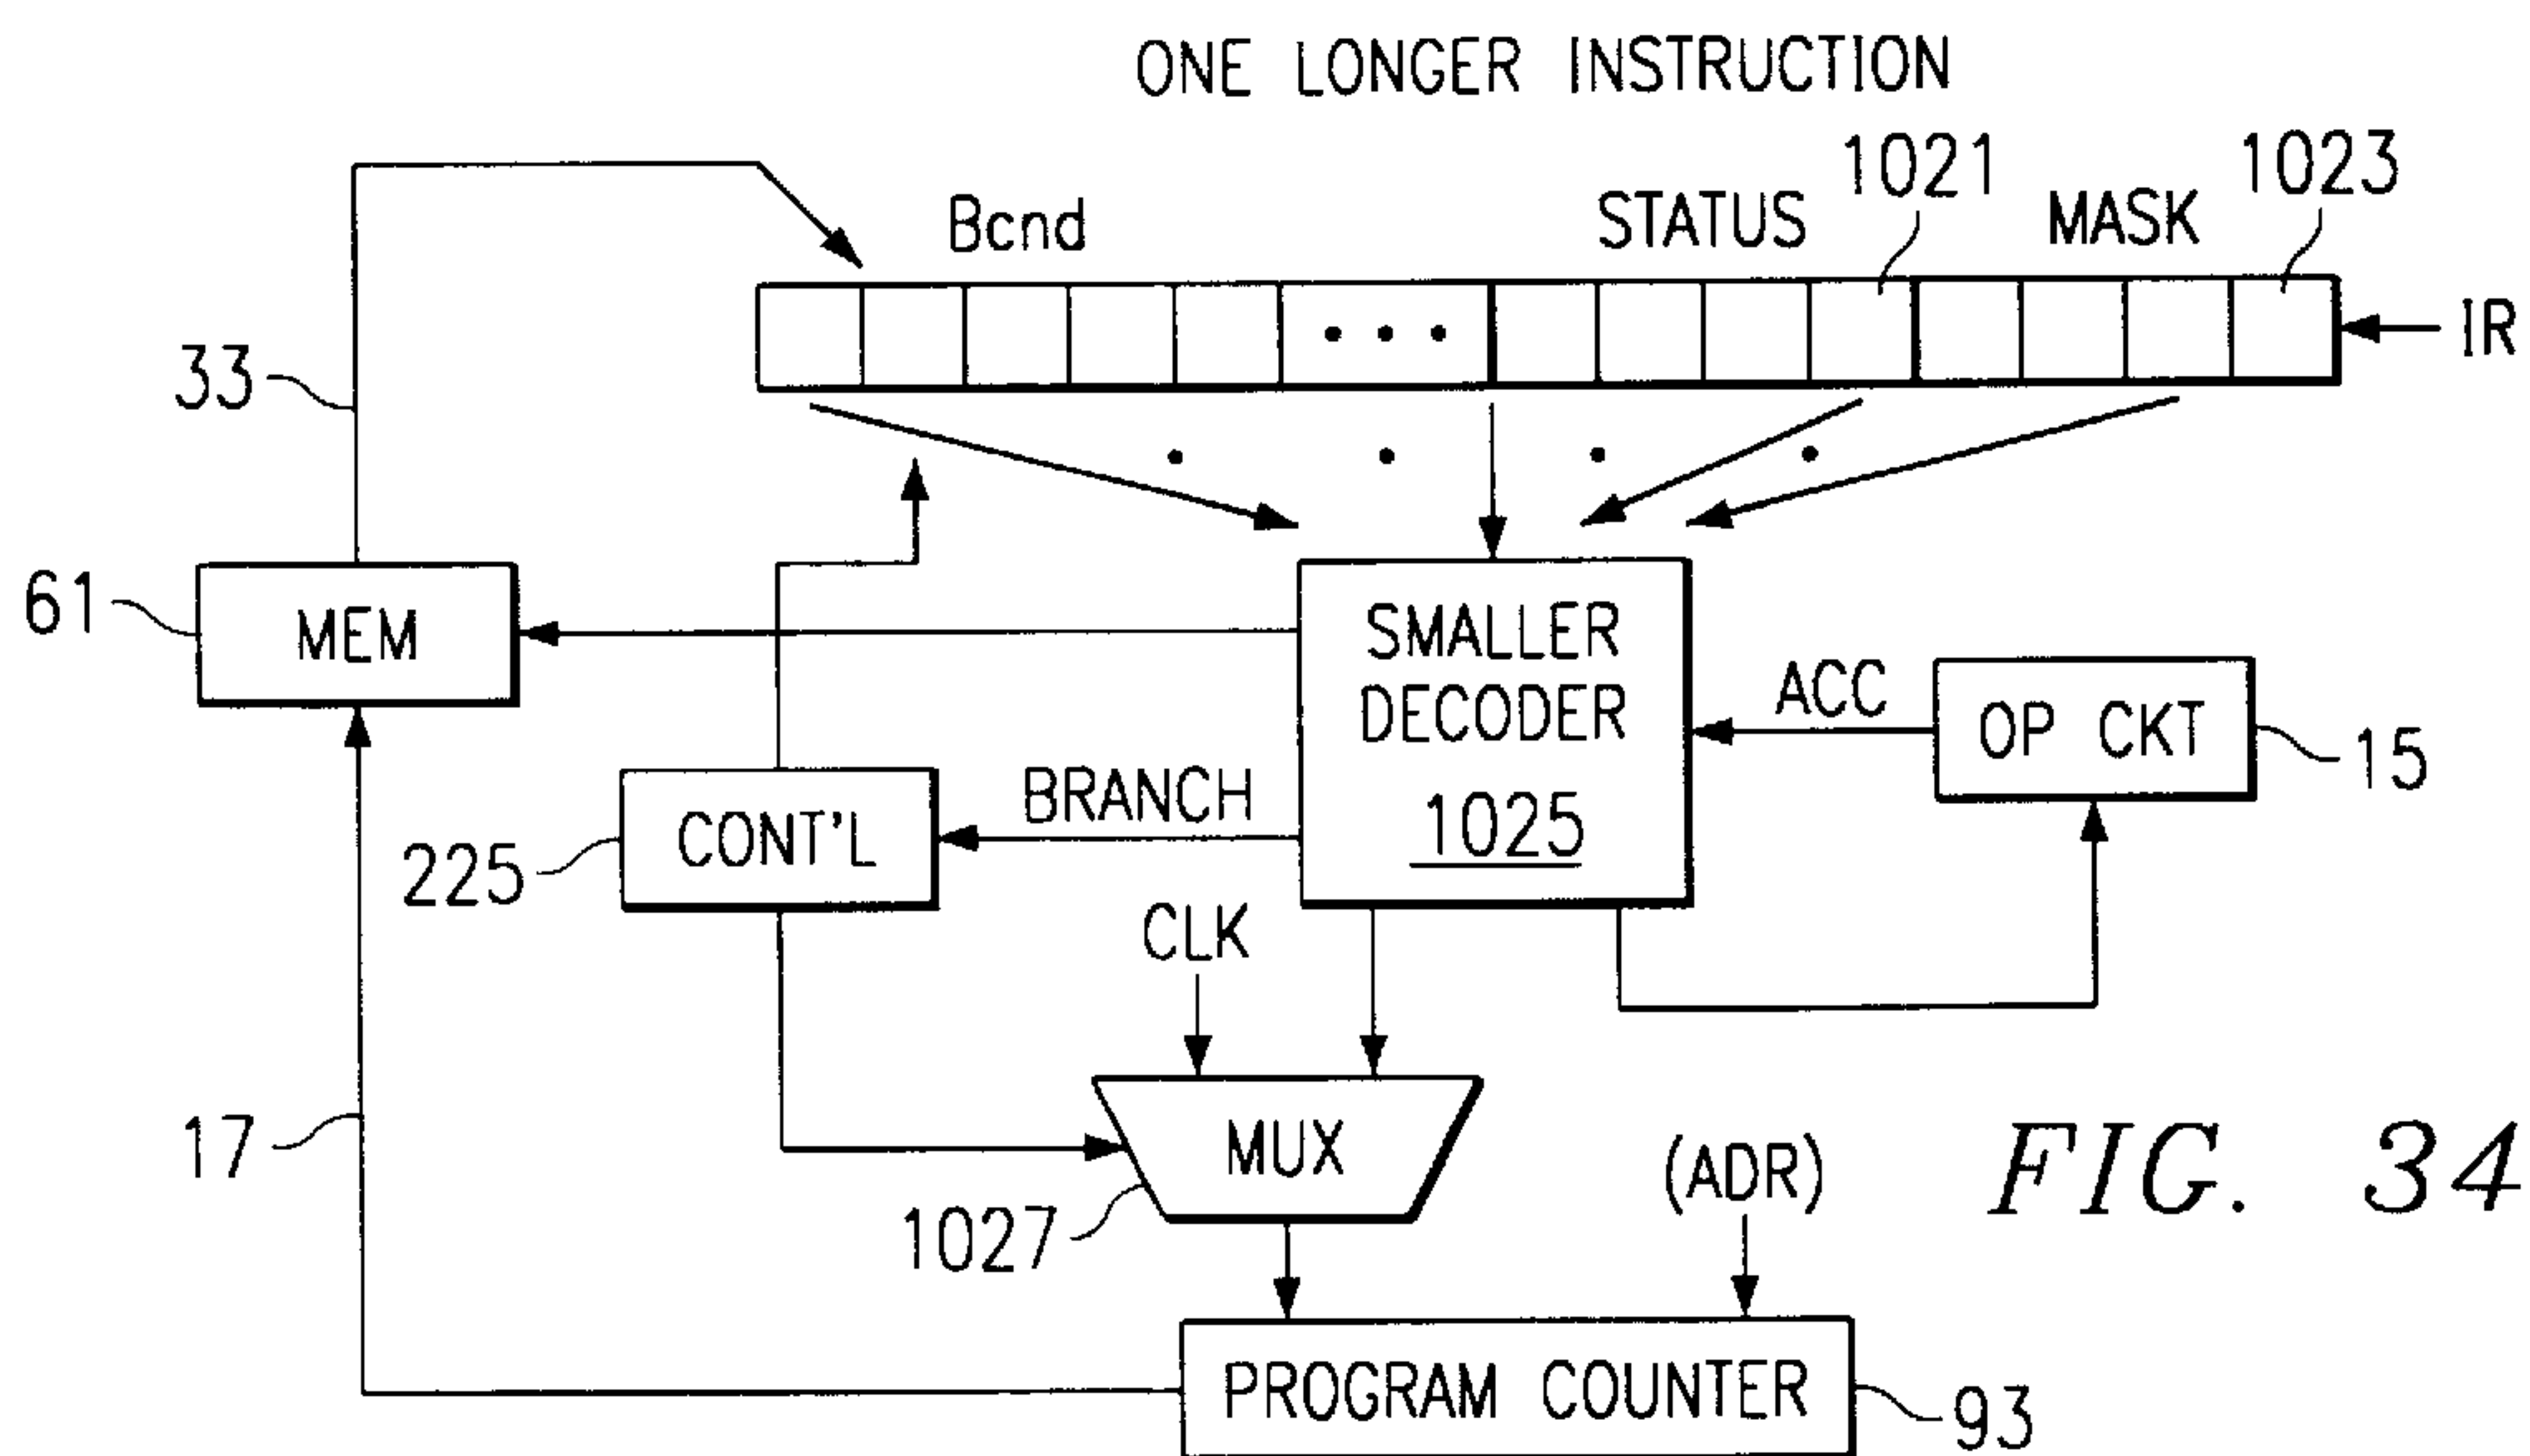 ONE LONGER INSTRUCTION
Bcnd
STATUS
1021
MASK
1023
IR
33
61
MEM
SMALLER
DECODER
1025
ACC
OP CKT
15
225
CONT'L
BRANCH
CLK
17
MUX
1027
(ADR)
FIG. 34
PROGRAM COUNTER
93